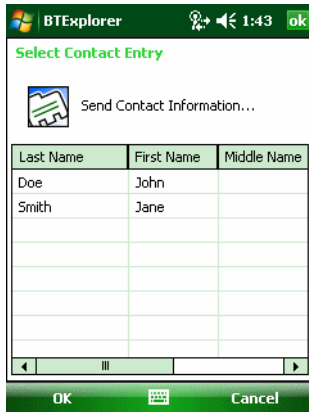 BTExplorer 1:43 ok
Select Contact Entry
Send Contact Information...
Last Name First Name Middle Name
Doe John
Smith Jane
OK Cancel